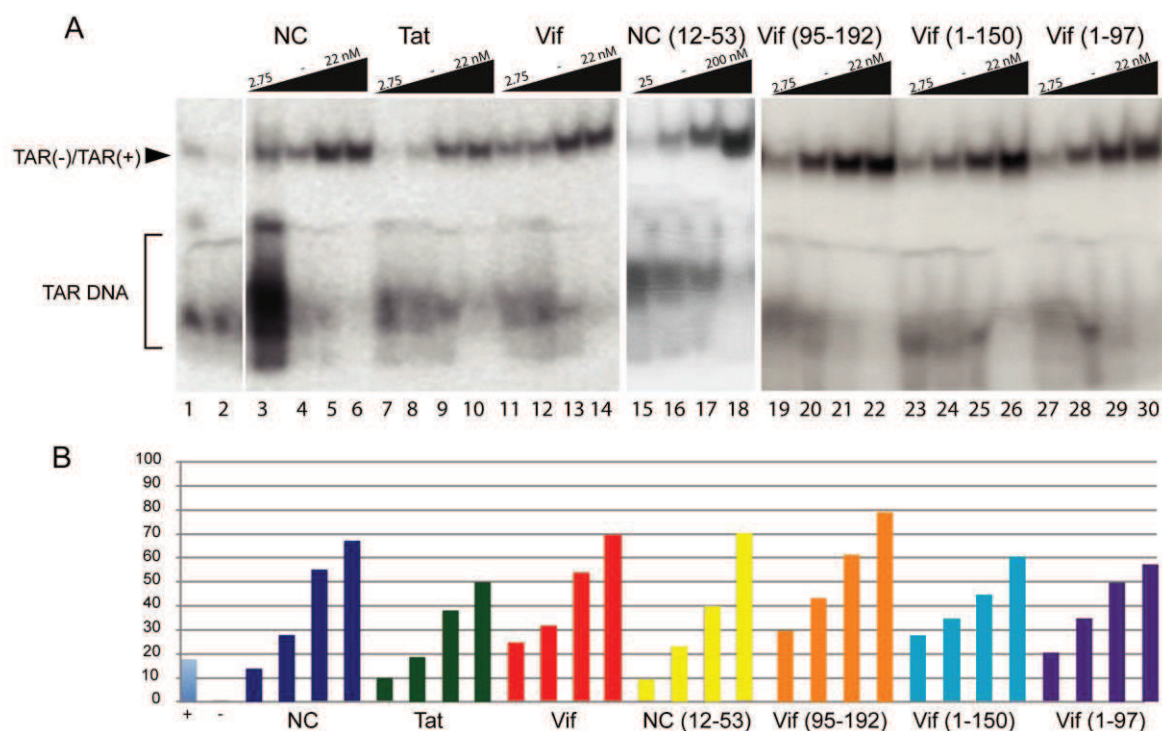 A
NC Tat Vif NC (12-53) Vif (95-192) Vif (1-150) Vif (1-97)
2.75 - 22 nM 2.75 - 22 nM 2.75 - 22 nM 25 - 200 nM 2.75 - 22 nM 2.75 - 22 nM 2.75 - 22 nM
TAR(-)/TAR(+)
TAR DNA
1 2 3 4 5 6 7 8 9 10 11 12 13 14 15 16 17 18 19 20 21 22 23 24 25 26 27 28 29 30
B
100
90
80
70
60
50
40
30
20
10
0
+ - NC Tat Vif NC (12-53) Vif (95-192) Vif (1-150) Vif (1-97)